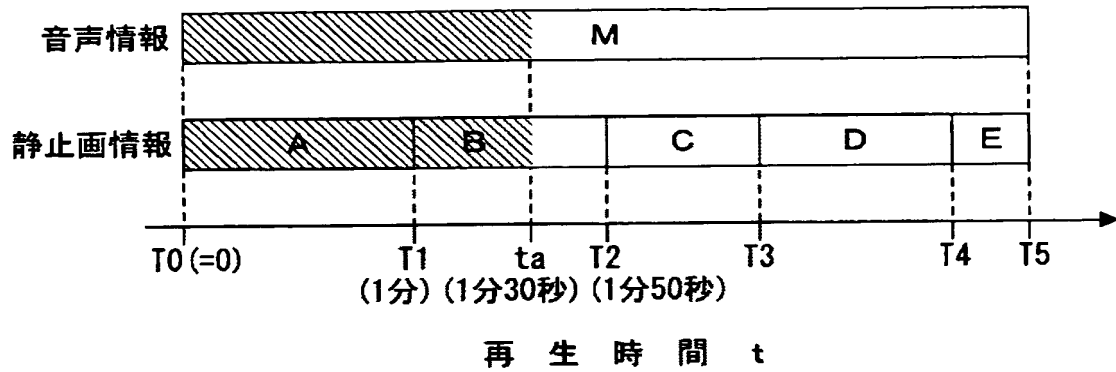 音声情報 M
静止画情報 A B C D E
T0(=0) T1 ta T2 T3 T4 T5
(1分) (1分30秒) (1分50秒)
再生時間 t